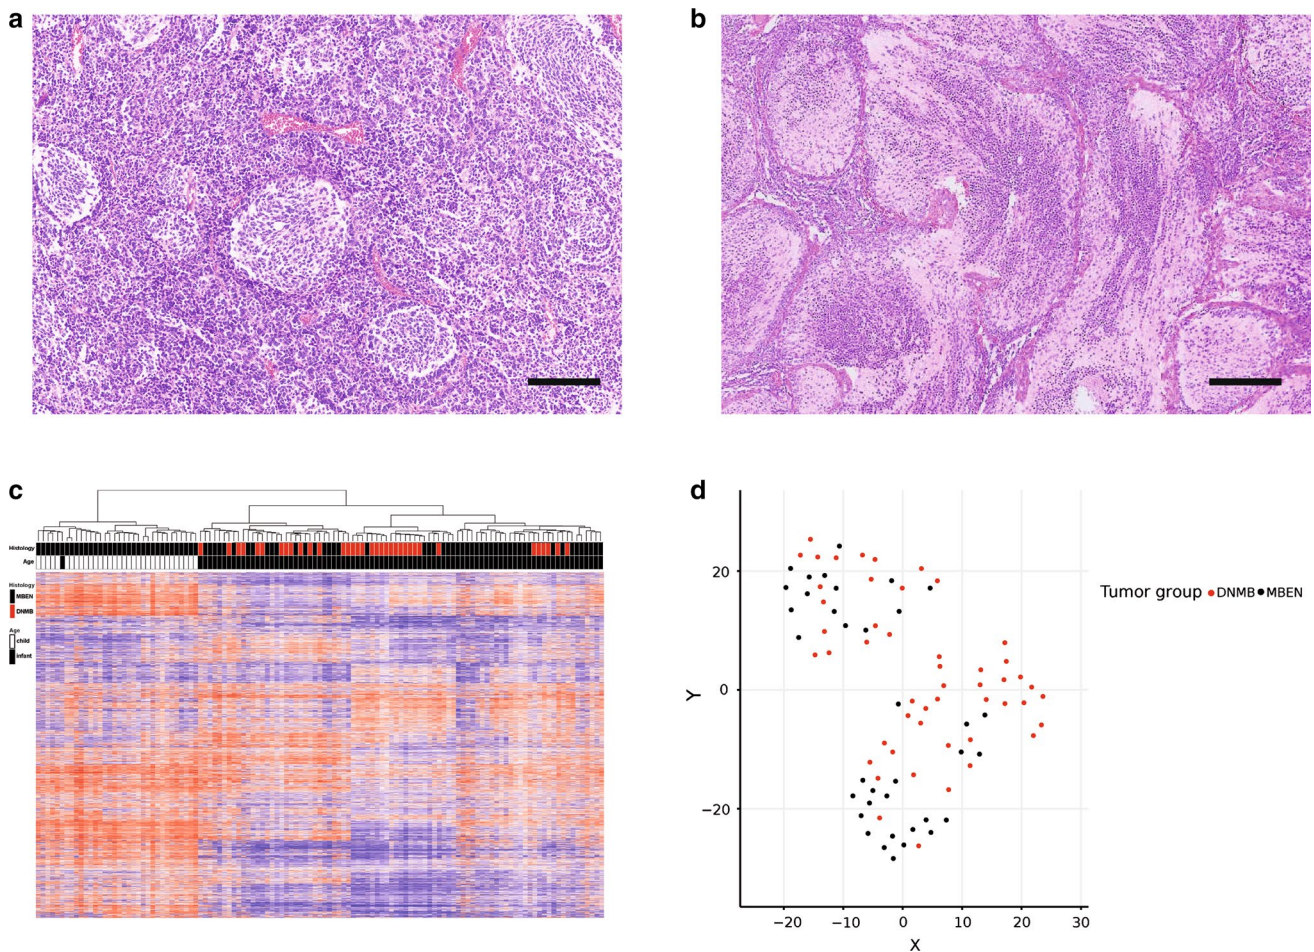 a
b
c
Histology
Age
Histology
MBEN
DNMB
Age
child
infant
d
20
0
−20
Y
−20
−10
0
10
20
30
X
Tumor group DNMB MBEN